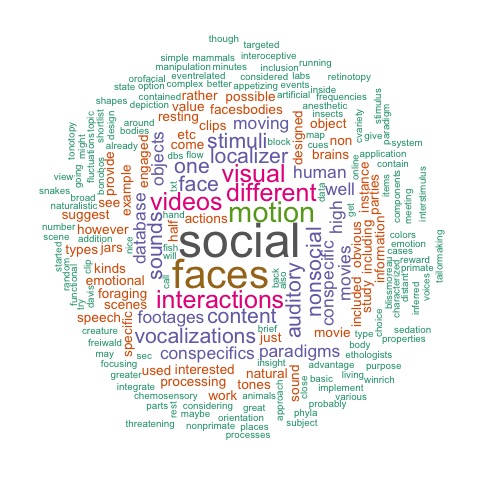 though
targeted
simple mammals interoceptive
manipulation minutes inclusion running
orofacial eventrelated considered labs retinotopy
state option complex better appetizing events inside
shapes contained value facesbodies artificial frequencies
depiction rather possible anesthetic stimulus
around resting clips moving object insects cvariety paradigm
bodies etc stimuli designed non map give p-system
already come dbs flow block brains cues application
tonotopy fluctuations topic shortlist design
might provide engaged objects one localizer human online contain interstimulus
going bonobos see example face visual well get items components meeting
view broad txt half videos different high instance parties
snakes naturalistic database sounds hand actions motion data conspecific movies study including information
suggest social nonsocial included obvious
number addition however colors
scene nice fish emotion
started types jars will cases
random try kinds call faces back also auditory reward primate
functional davis clip emotional interactions blissmoreau characterized distant inferred voices tailormaking
foraging scenes footages content choice type
speech vocalizations brief just movie body sedation
creature specific insight ethologists properties
freiwald sec conspecifics paradigms advantage purpose
may used interested natural sound basic living winrich
focusing processing tones approach close implement
greater chemosensory work animals various
integrate parts rest considering great probably
threatening maybe orientation phyla
nonprimate places subject
processes